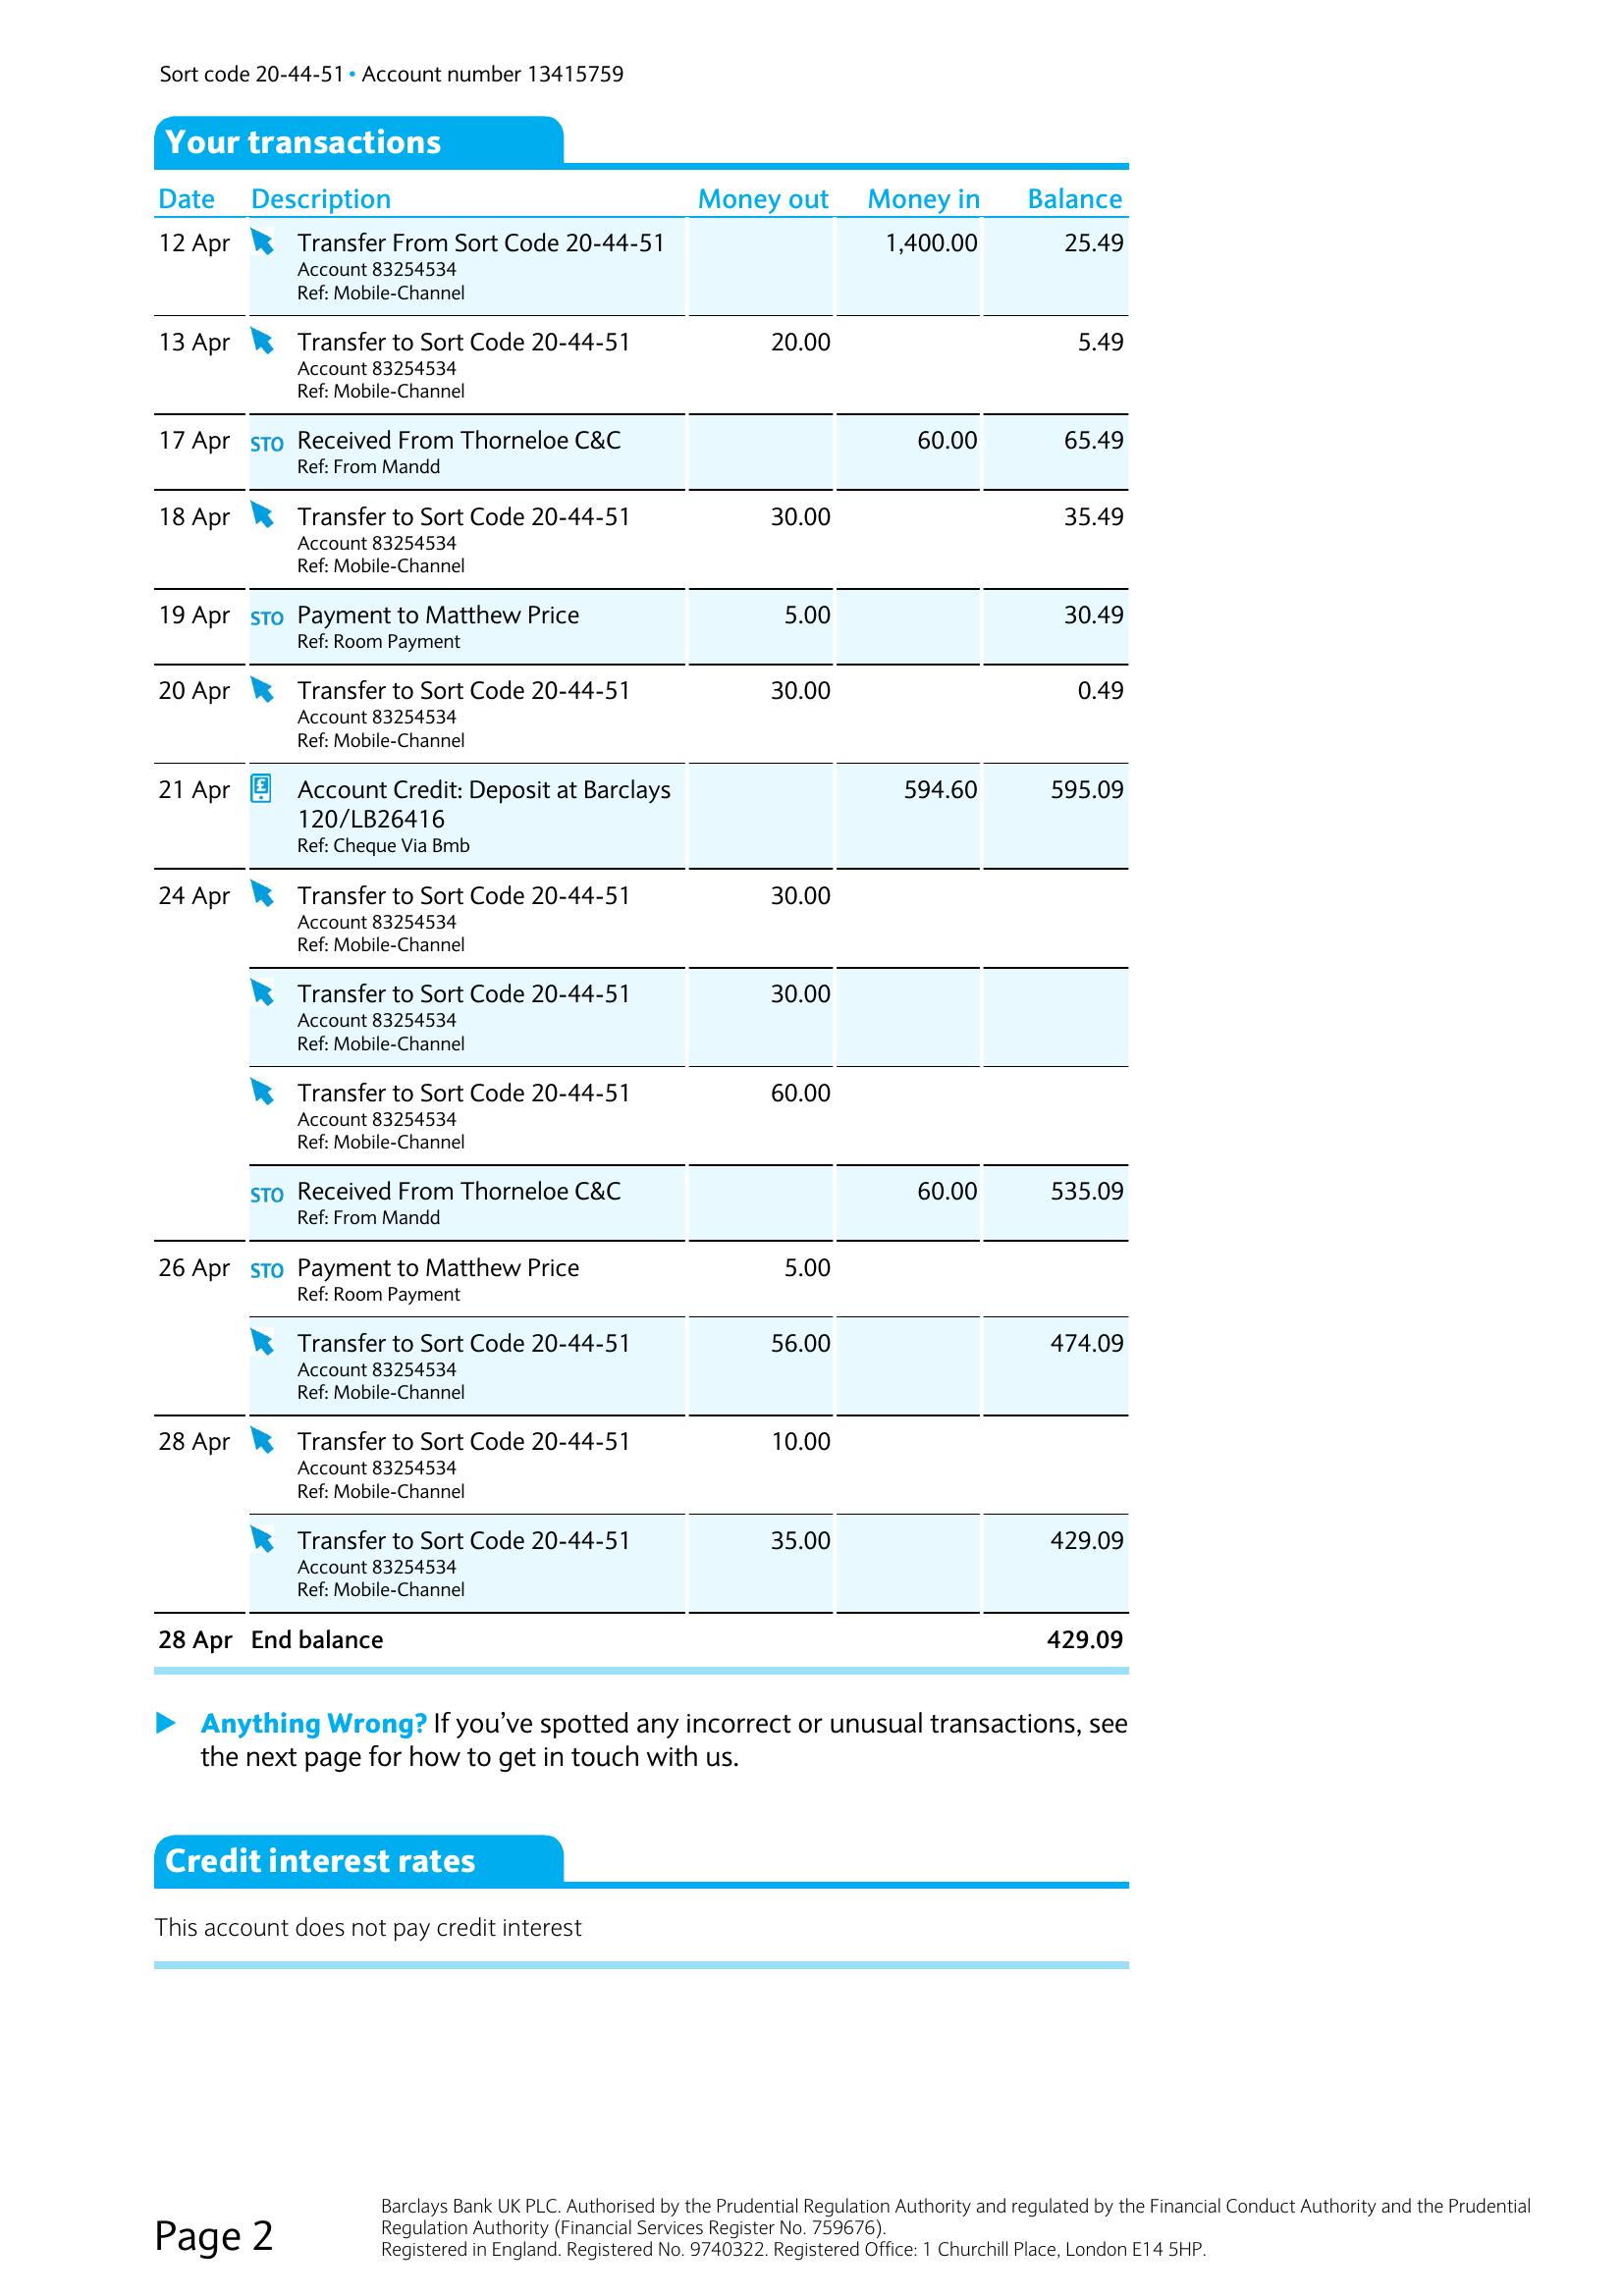 Sort code 20-44-51 • Account number 13415759
Your transactions
Date Description Money out Money in Balance
12 Apr Transfer From Sort Code 20-44-51 1,400.00 25.49
Account 83254534
Ref: Mobile-Channel
13 Apr Transfer to Sort Code 20-44-51 20.00 5.49
Account 83254534
Ref: Mobile-Channel
17 Apr STO Received From Thorneloe C&C 60.00 65.49
Ref: From Mandd
18 Apr Transfer to Sort Code 20-44-51 30.00 35.49
Account 83254534
Ref: Mobile-Channel
19 Apr STO Payment to Matthew Price 5.00 30.49
Ref: Room Payment
20 Apr Transfer to Sort Code 20-44-51 30.00 0.49
Account 83254534
Ref: Mobile-Channel
21 Apr £ Account Credit: Deposit at Barclays 594.60 595.09
120/LB26416
Ref: Cheque Via Bmb
24 Apr Transfer to Sort Code 20-44-51 30.00
Account 83254534
Ref: Mobile-Channel
Transfer to Sort Code 20-44-51 30.00
Account 83254534
Ref: Mobile-Channel
Transfer to Sort Code 20-44-51 60.00
Account 83254534
Ref: Mobile-Channel
STO Received From Thorneloe C&C 60.00 535.09
Ref: From Mandd
26 Apr STO Payment to Matthew Price 5.00
Ref: Room Payment
Transfer to Sort Code 20-44-51 56.00 474.09
Account 83254534
Ref: Mobile-Channel
28 Apr Transfer to Sort Code 20-44-51 10.00
Account 83254534
Ref: Mobile-Channel
Transfer to Sort Code 20-44-51 35.00 429.09
Account 83254534
Ref: Mobile-Channel
28 Apr End balance 429.09
Anything Wrong? If you’ve spotted any incorrect or unusual transactions, see
the next page for how to get in touch with us.
Credit interest rates
This account does not pay credit interest
Page 2
Barclays Bank UK PLC. Authorised by the Prudential Regulation Authority and regulated by the Financial Conduct Authority and the Prudential
Regulation Authority (Financial Services Register No. 759676).
Registered in England. Registered No. 9740322. Registered Office: 1 Churchill Place, London E14 5HP.